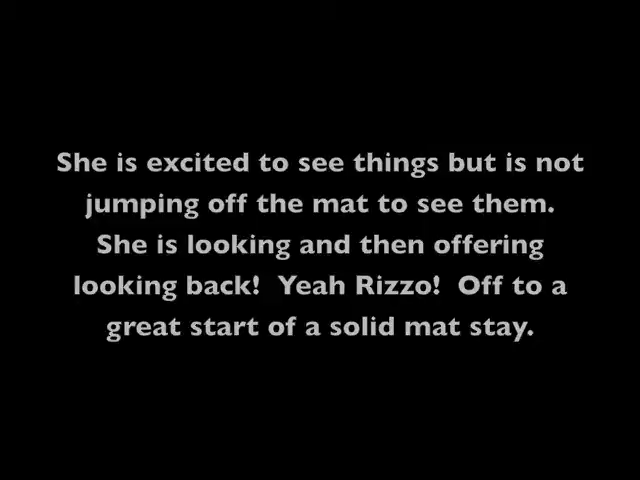 She is excited to see things but is not
jumping off the mat to see them.
She is looking and then offering
looking back!  Yeah Rizzo!  Off to a
great start of a solid mat stay.